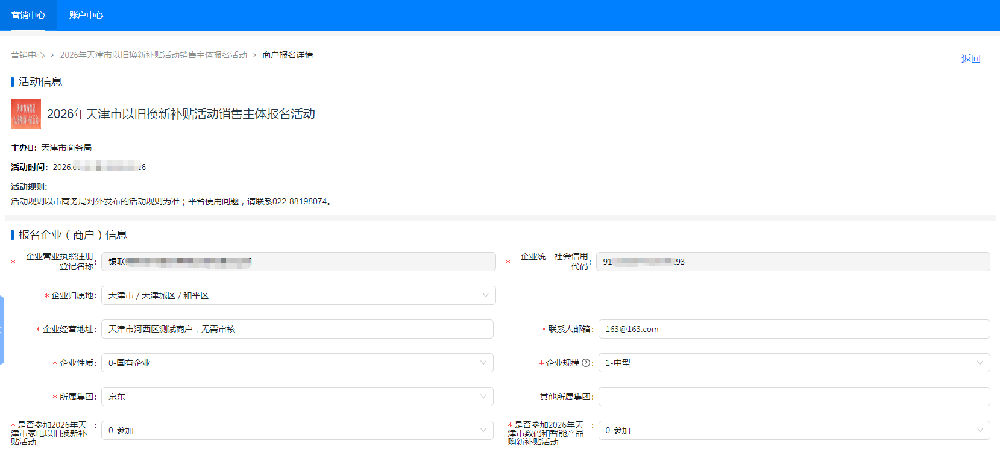 营销中心 账户中心
营销中心 > 2026年天津市以旧换新补贴活动销售主体报名活动 > 商户报名详情
返回
活动信息
2026年天津市以旧换新补贴活动销售主体报名活动
主办▯：天津市商务局
活动时间：2026.
活动规则：
活动规则以市商务局对外发布的活动规则为准；平台使用问题，请联系022-88198074。
报名企业（商户）信息
* 企业营业执照注册
登记名称：
银联
* 企业统一社会信用
代码：
91 93
* 企业归属地：
天津市 / 天津城区 / 和平区
* 企业经营地址：
天津市河西区测试商户，无需审核
* 联系人邮箱：
163@163.com
* 企业性质：
0-国有企业
* 企业规模?：
1-中型
* 所属集团：
京东
其他所属集团：
* 是否参加2026年天
津市家电以旧换新补
贴活动：
0-参加
* 是否参加2026年天
津市数码和智能产品
购新补贴活动：
0-参加